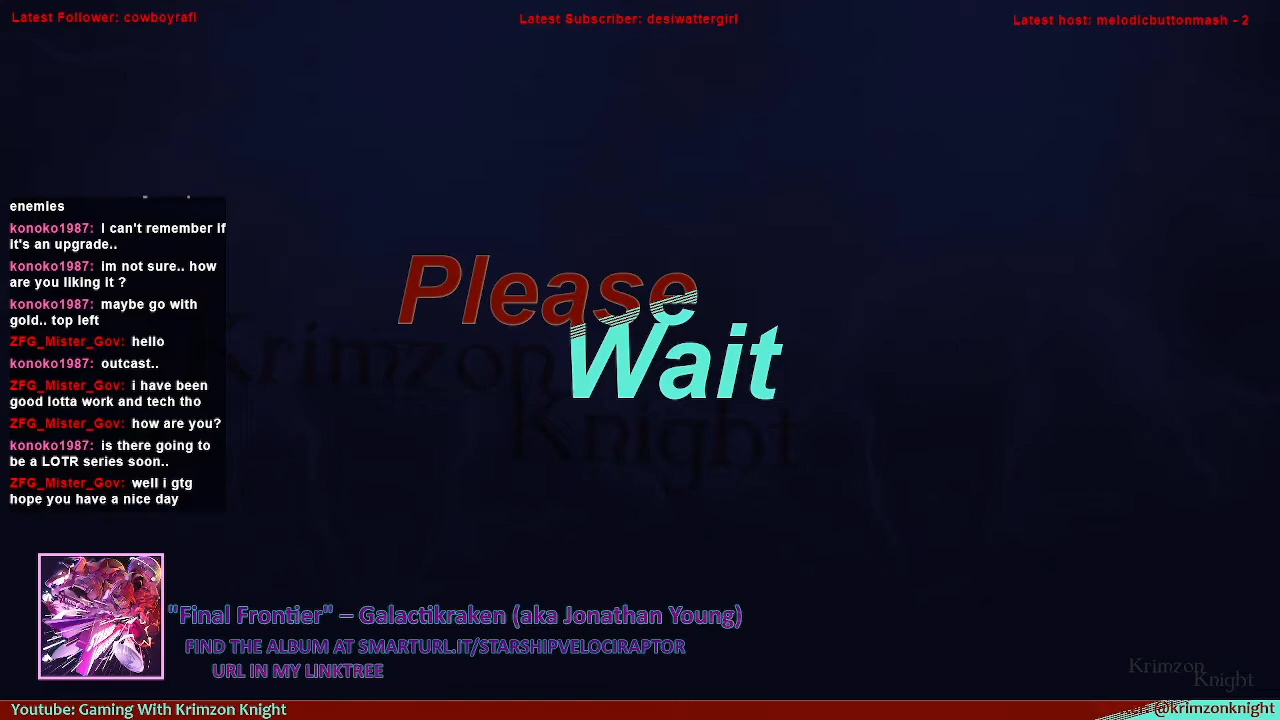 Latest Follower: cowboyrafi
Latest Subscriber: desiwattergirl
Latest host: melodicbuttonmash - 2
enemies
konoko1987: I can't remember if
it's an upgrade..
konoko1987: Im not sure.. how
are you liking it ?
konoko1987: maybe go with
gold.. top left
ZFG_Mister_Gov: hello
konoko1987: outcast..
ZFG_Mister_Gov: i have been
good lotta work and tech tho
ZFG_Mister_Gov: how are you?
konoko1987: is there going to
be a LOTR series soon..
ZFG_Mister_Gov: well i gtg
hope you have a nice day
Please
Wait
Krimzon
Knight
"Final Frontier" – Galactikraken (aka Jonathan Young)
FIND THE ALBUM AT SMARTURL.IT/STARSHIPVELOCIRAPTOR
URL IN MY LINKTREE
Krimzon
Knight
Youtube: Gaming With Krimzon Knight
@krimzonknight